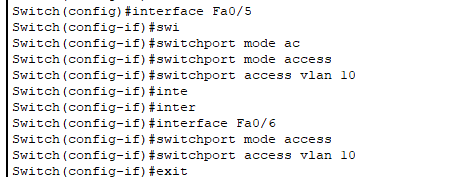 Switch(config)#interface Fa0/5
Switch(config-if)#swi
Switch(config-if)#switchport mode ac
Switch(config-if)#switchport mode access
Switch(config-if)#switchport access vlan 10
Switch(config-if)#inte
Switch(config-if)#inter
Switch(config-if)#interface Fa0/6
Switch(config-if)#switchport mode access
Switch(config-if)#switchport access vlan 10
Switch(config-if)#exit